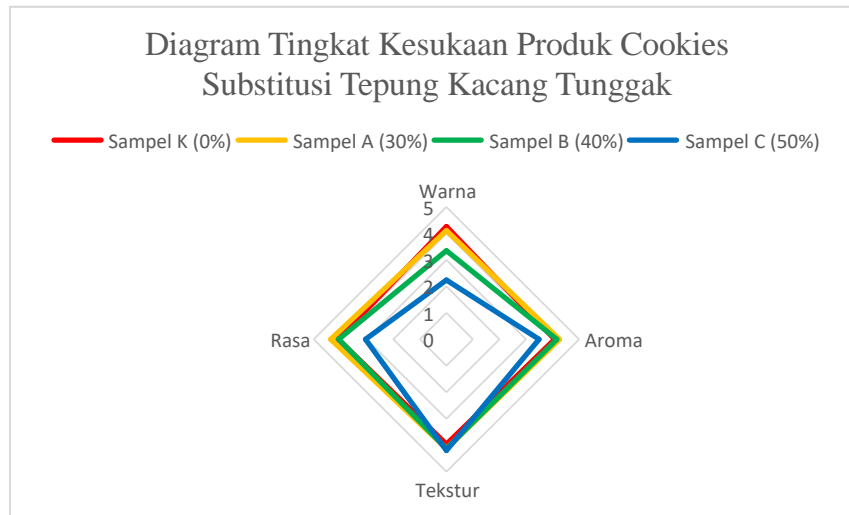 Diagram Tingkat Kesukaan Produk Cookies
Substitusi Tepung Kacang Tunggak
Sampel K (0%) Sampel A (30%) Sampel B (40%) Sampel C (50%)
Warna
5
4
3
2
1
Rasa 0 Aroma
Tekstur